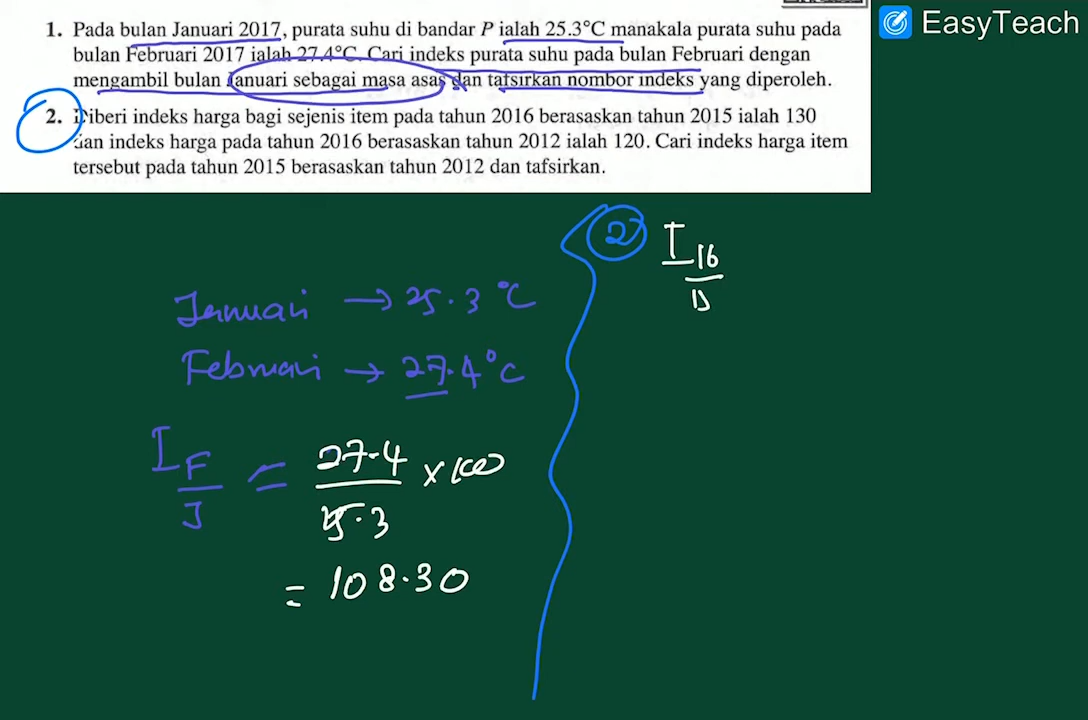 EasyTeach
1. Pada bulan Januari 2017, purata suhu di bandar P ialah 25.3°C manakala purata suhu pada
bulan Februari 2017 ialah 27.4°C. Cari indeks purata suhu pada bulan Februari dengan
mengambil bulan Januari sebagai masa asas dan tafsirkan nombor indeks yang diperoleh.
2. Diberi indeks harga bagi sejenis item pada tahun 2016 berasaskan tahun 2015 ialah 130
dan indeks harga pada tahun 2016 berasaskan tahun 2012 ialah 120. Cari indeks harga item
tersebut pada tahun 2015 berasaskan tahun 2012 dan tafsirkan.
Januari → 25.3 °C
Februari → 27.4°C
I F/J = 27.4/25.3 × 100
= 108.30
2 I 16/15